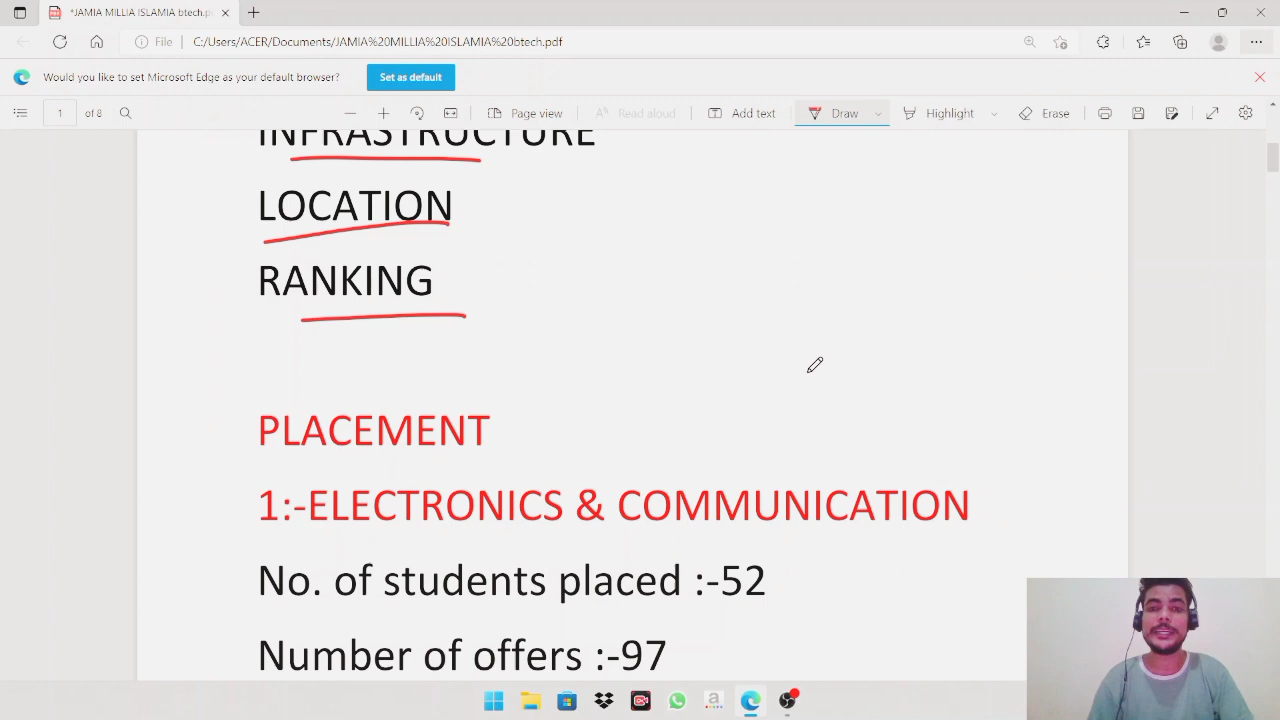 *JAMIA MILLIA ISLAMIA btech.p
File
C:/Users/ACER/Documents/JAMIA%20MILLIA%20ISLAMIA%20btech.pdf
Would you like to set Microsoft Edge as your default browser?
Set as default
1
of 8
Page view
Read aloud
Add text
Draw
Highlight
Erase
INFRASTRUCTURE
LOCATION
RANKING
PLACEMENT
1:-ELECTRONICS & COMMUNICATION
No. of students placed :-52
Number of offers :-97
a